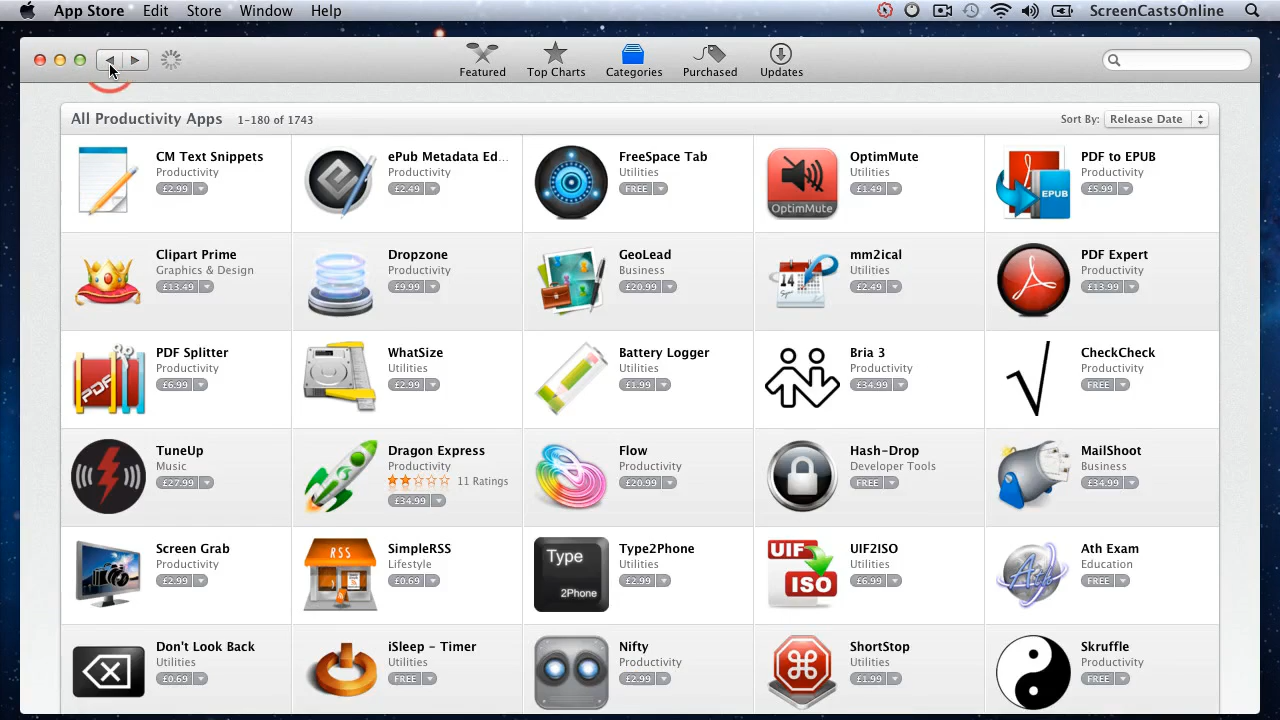 App Store Edit Store Window Help ScreenCastsOnline
Featured Top Charts Categories Purchased Updates
All Productivity Apps 1-180 of 1743 Sort By: Release Date
CM Text Snippets
Productivity
£2.99
ePub Metadata Ed...
Productivity
£2.49
FreeSpace Tab
Utilities
FREE
OptimMute
OptimMute
Utilities
£1.49
EPUB
PDF to EPUB
Productivity
£5.99
Clipart Prime
Graphics & Design
£13.49
Dropzone
Productivity
£9.99
GeoLead
Business
£20.99
14
mm2ical
Utilities
£2.49
PDF Expert
Productivity
£13.99
PDF
PDF Splitter
Productivity
£6.99
WhatSize
Utilities
£2.99
Battery Logger
Utilities
£1.99
Bria 3
Productivity
£34.99
√
CheckCheck
Productivity
FREE
TuneUp
Music
£27.99
Dragon Express
Productivity
11 Ratings
£34.99
Flow
Productivity
£20.99
Hash-Drop
Developer Tools
FREE
MailShoot
Business
£34.99
Screen Grab
Productivity
£2.99
RSS
SimpleRSS
Lifestyle
£0.69
Type
2Phone
Type2Phone
Utilities
£2.99
UIF
ISO
UIF2ISO
Utilities
£6.99
Ath
Ath Exam
Education
FREE
Don't Look Back
Utilities
£0.69
iSleep - Timer
Utilities
FREE
Nifty
Productivity
£2.99
⌘
ShortStop
Utilities
£1.99
Skruffle
Productivity
FREE